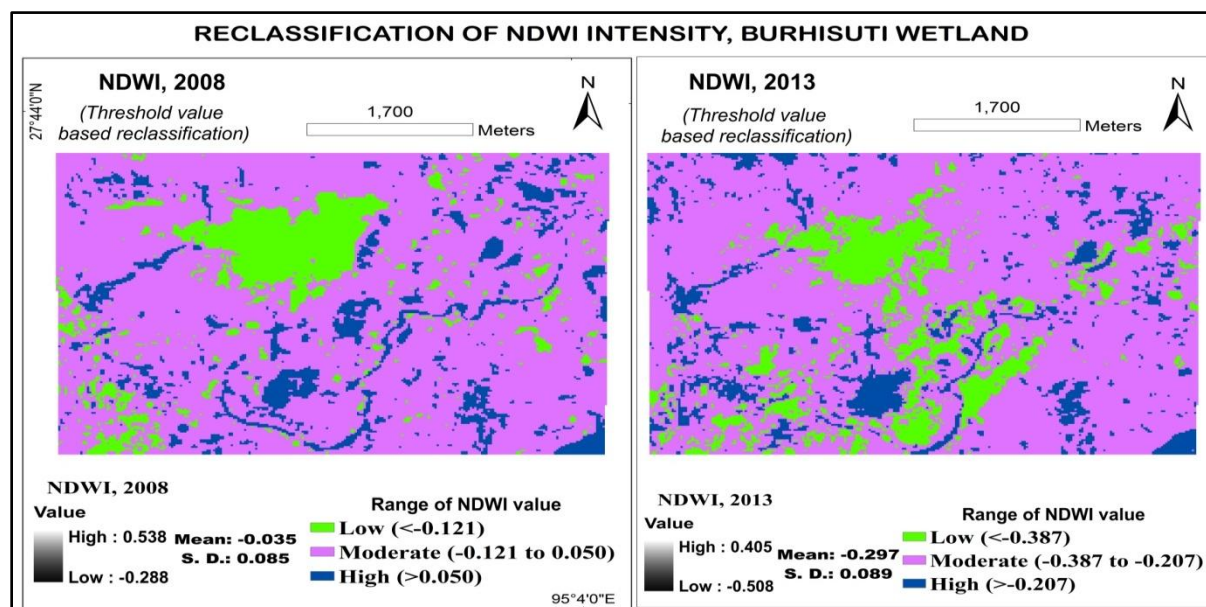 RECLASSIFICATION OF NDWI INTENSITY, BURHISUTI WETLAND
NDWI, 2008
(Threshold value
based reclassification)
1,700
Meters
N
27°44'0"N
NDWI, 2008
Value
High : 0.538
Low : -0.288
Mean: -0.035
S. D.: 0.085
Range of NDWI value
Low (<-0.121)
Moderate (-0.121 to 0.050)
High (>0.050)
95°4'0"E
NDWI, 2013
(Threshold value
based reclassification)
1,700
Meters
N
NDWI, 2013
Value
High : 0.405
Low : -0.508
Mean: -0.297
S. D.: 0.089
Range of NDWI value
Low (<-0.387)
Moderate (-0.387 to -0.207)
High (>-0.207)